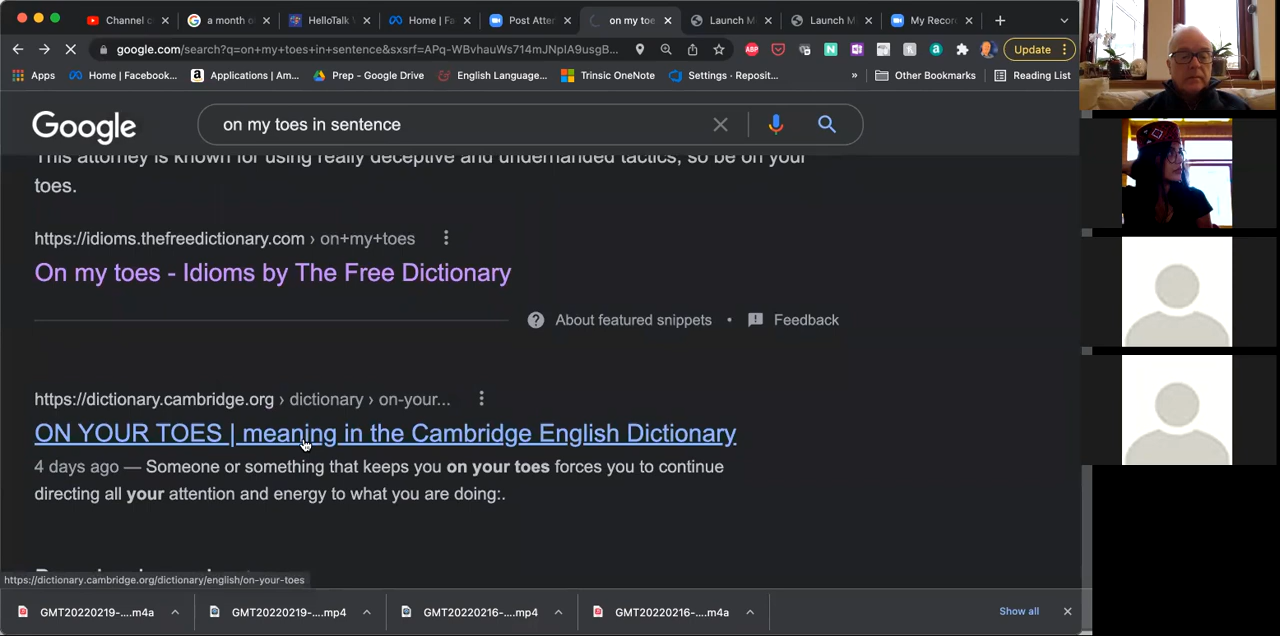 Channel c
a month o
HelloTalk
Home | Fa
Post Atter
on my toe
Launch M
Launch M
My Recor
google.com/search?q=on+my+toes+in+sentence&sxsrf=APq-WBvhauWs714mJNpIA9usgB...
ABP
Update
Apps
Home | Facebook...
Applications | Am...
Prep - Google Drive
English Language...
Trinsic OneNote
Settings · Reposit...
»
Other Bookmarks
Reading List
Google
on my toes in sentence
This attorney is known for using really deceptive and underhanded tactics, so be on your
toes.
https://idioms.thefreedictionary.com › on+my+toes
On my toes - Idioms by The Free Dictionary
About featured snippets • Feedback
https://dictionary.cambridge.org › dictionary › on-your...
ON YOUR TOES | meaning in the Cambridge English Dictionary
4 days ago — Someone or something that keeps you on your toes forces you to continue
directing all your attention and energy to what you are doing:.
https://dictionary.cambridge.org/dictionary/english/on-your-toes
GMT20220219-....m4a
GMT20220219-....mp4
GMT20220216-....mp4
GMT20220216-....m4a
Show all